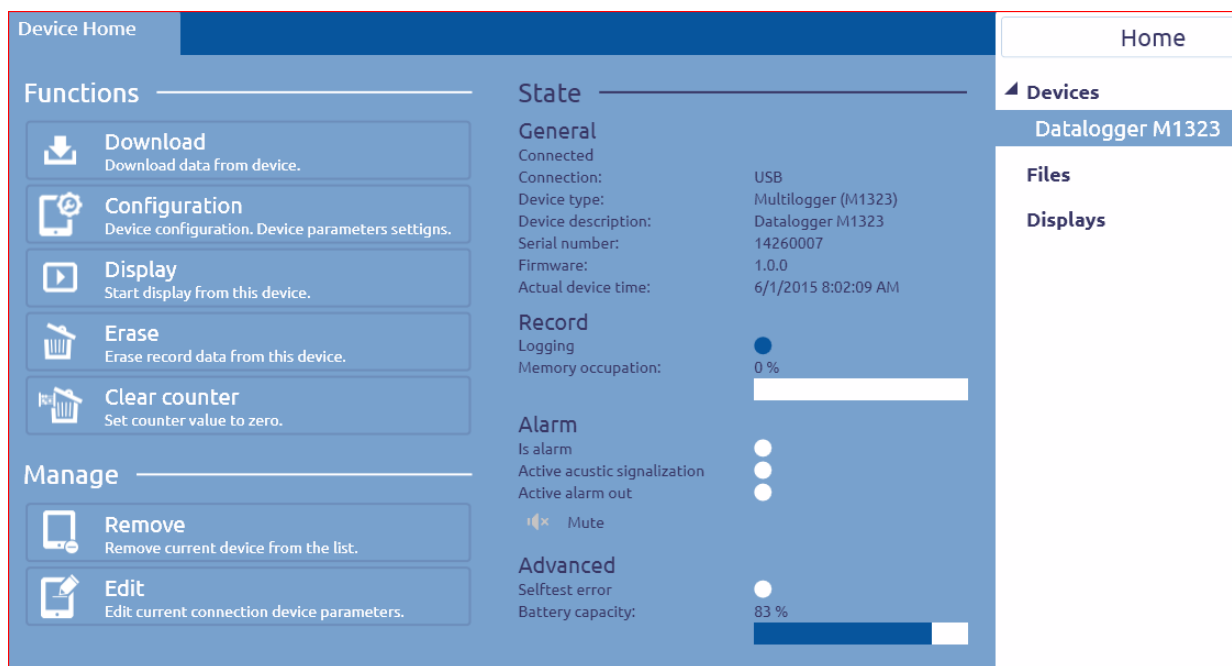 Device Home
Functions
Download
Download data from device.
Configuration
Device configuration. Device parameters settigns.
Display
Start display from this device.
Erase
Erase record data from this device.
Clear counter
Set counter value to zero.
Manage
Remove
Remove current device from the list.
Edit
Edit current connection device parameters.
State
General
Connected
Connection: USB
Device type: Multilogger (M1323)
Device description: Datalogger M1323
Serial number: 14260007
Firmware: 1.0.0
Actual device time: 6/1/2015 8:02:09 AM
Record
Logging
Memory occupation: 0 %
Alarm
Is alarm
Active acustic signalization
Active alarm out
Mute
Advanced
Selftest error
Battery capacity: 83 %
Home
Devices
Datalogger M1323
Files
Displays